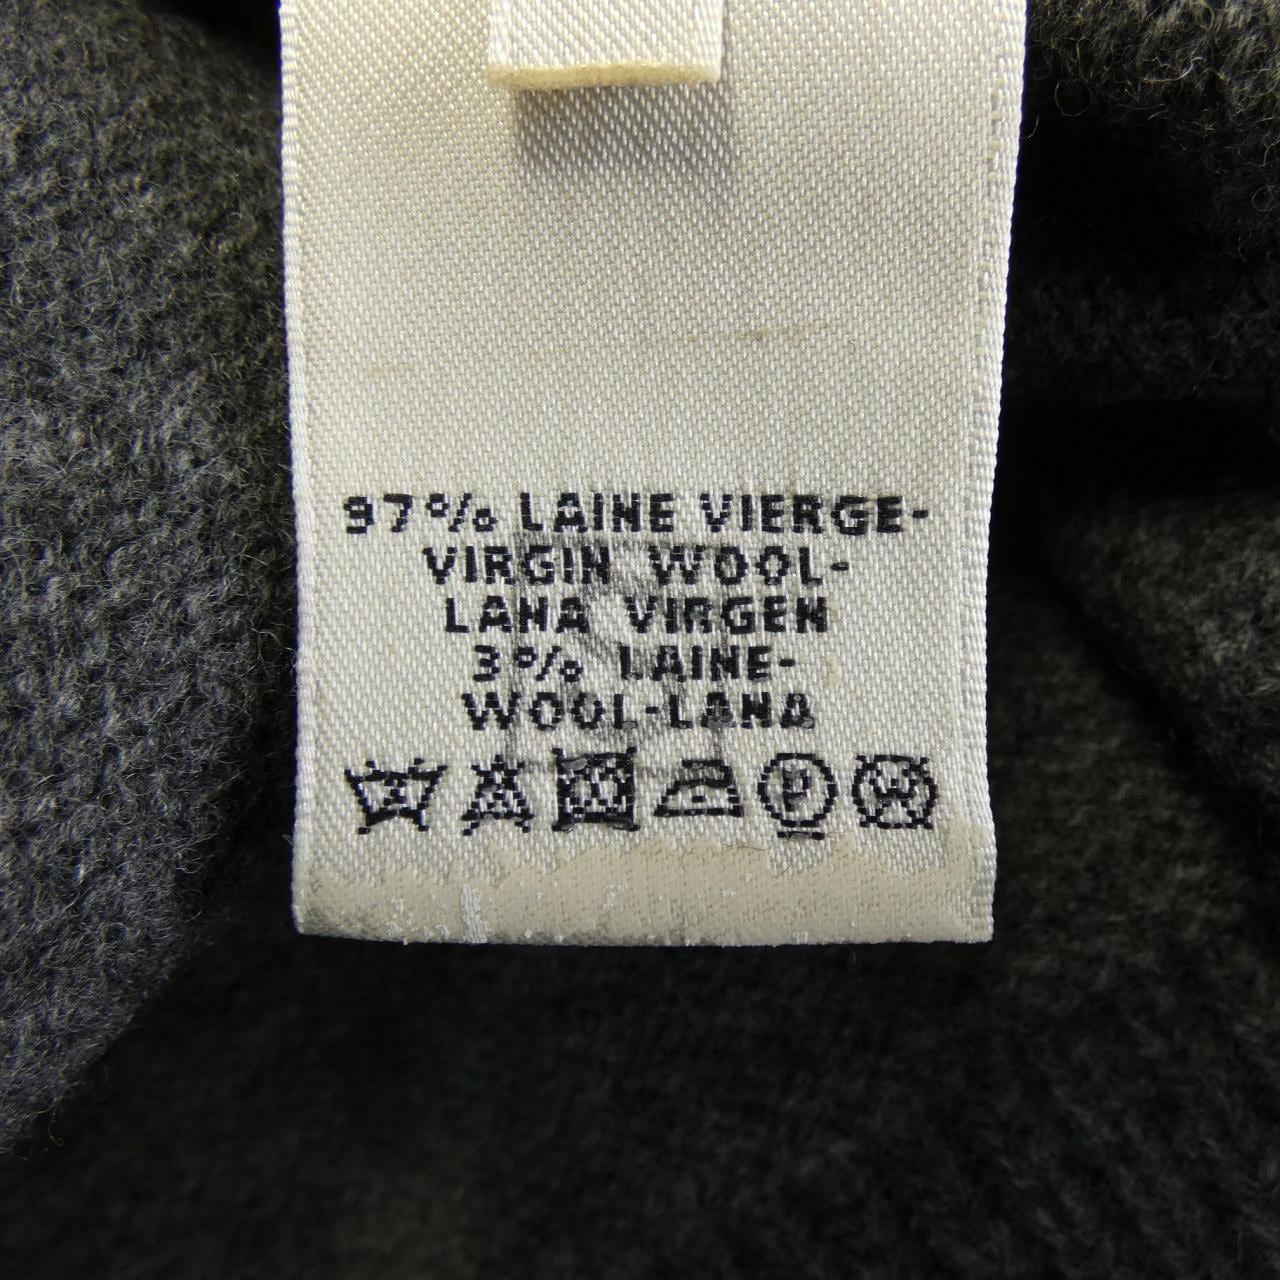 97% LAINE VIERGE-
VIRGIN WOOL-
LANA VIRGEN
3% LAINE-
WOOL-LANA
P W